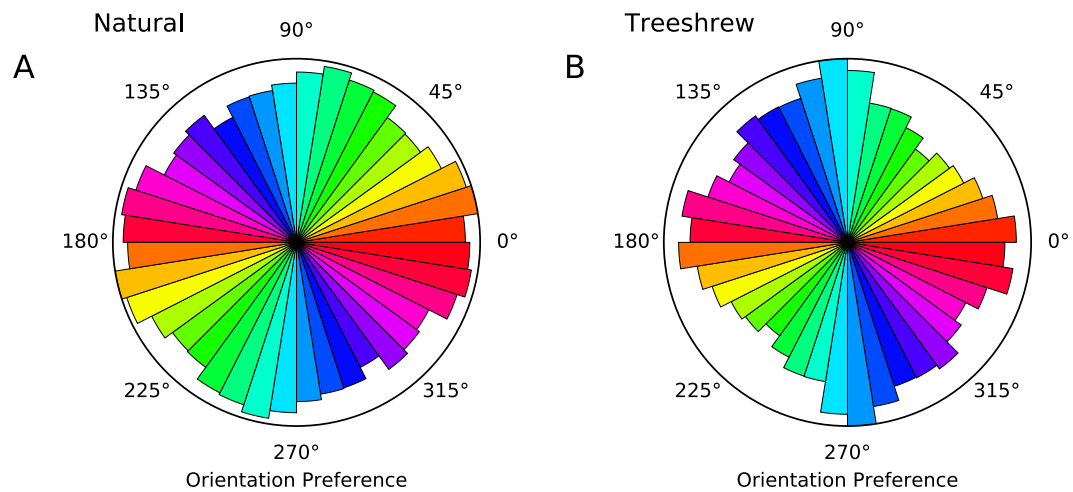 Natural
A
90°
45°
0°
315°
270°
225°
180°
135°
Orientation Preference
Treeshrew
B
90°
45°
0°
315°
270°
225°
180°
135°
Orientation Preference